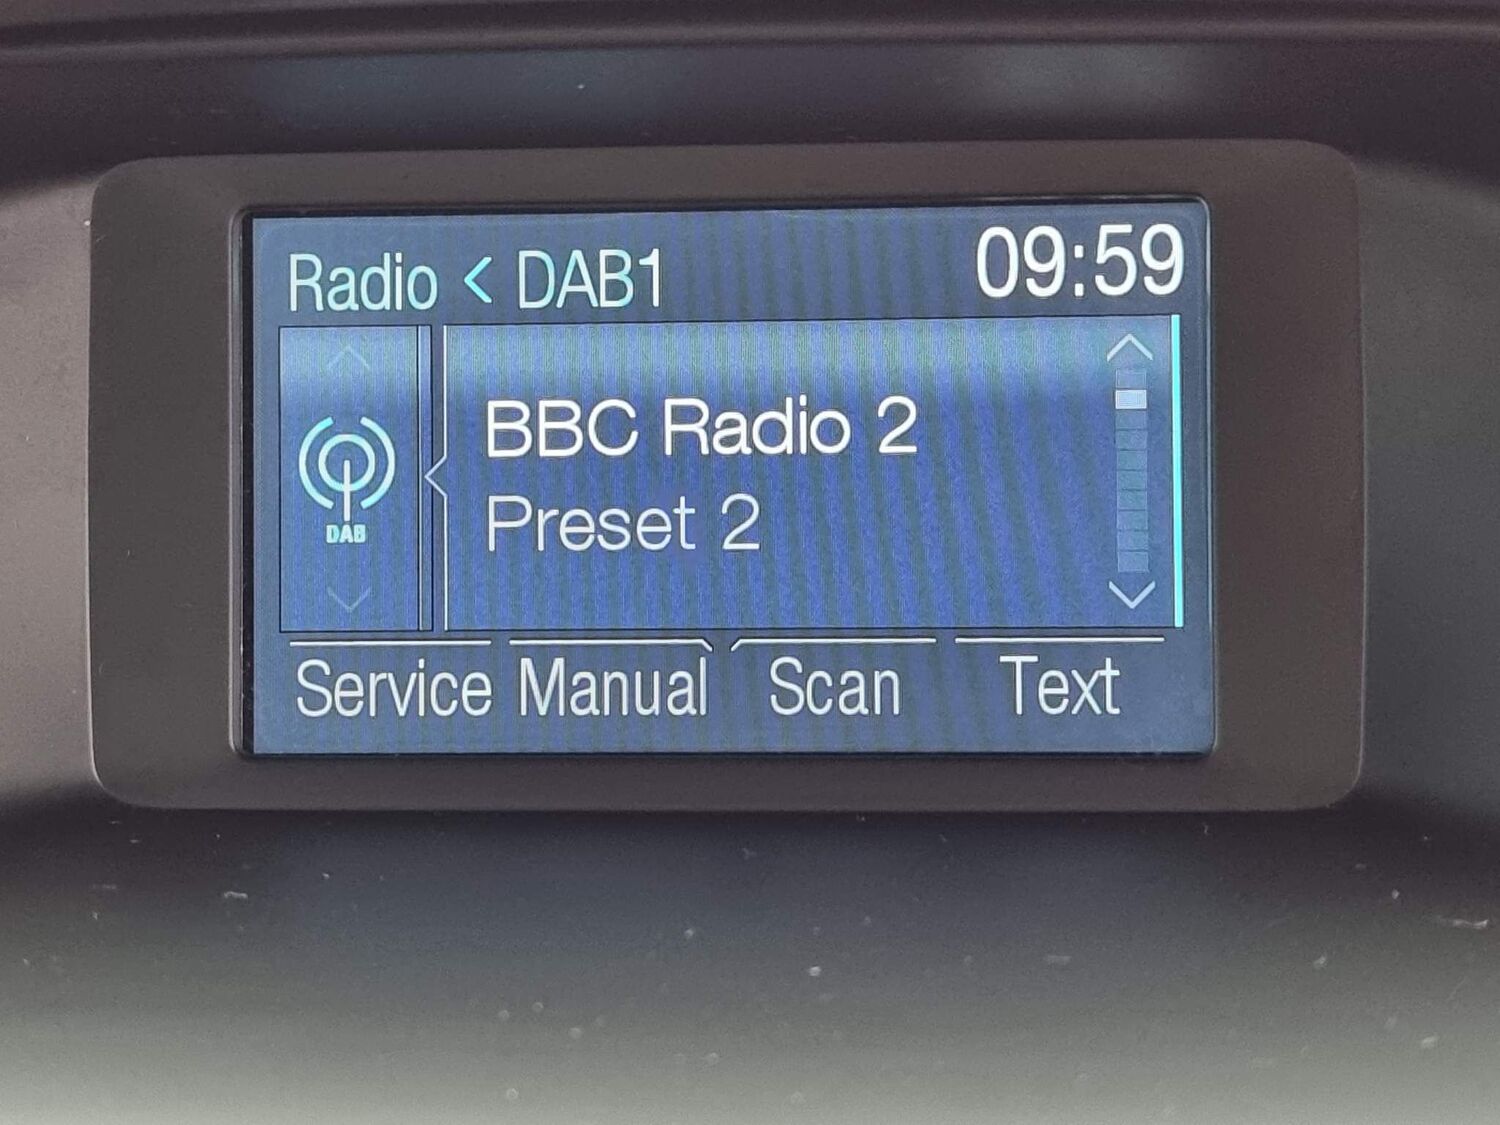 Radio < DAB1 09:59
BBC Radio 2
Preset 2
DAB
Service Manual Scan Text